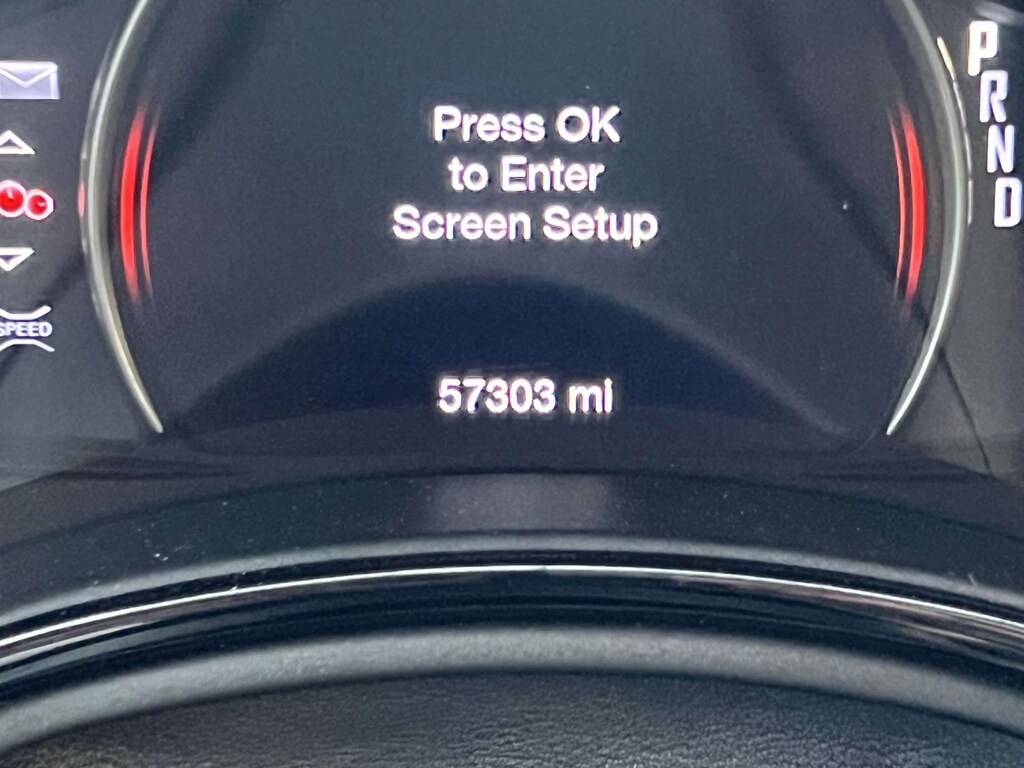 Press OK
to Enter
Screen Setup
57303 mi
SPEED
P
R
N
D